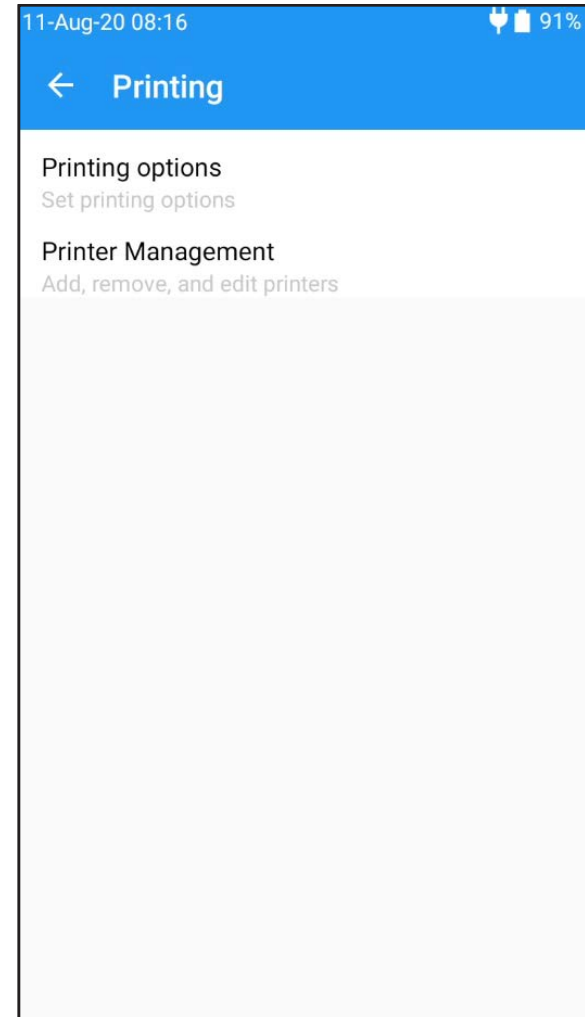 11-Aug-20 08:16 91%
Printing
Printing options
Set printing options
Printer Management
Add, remove, and edit printers